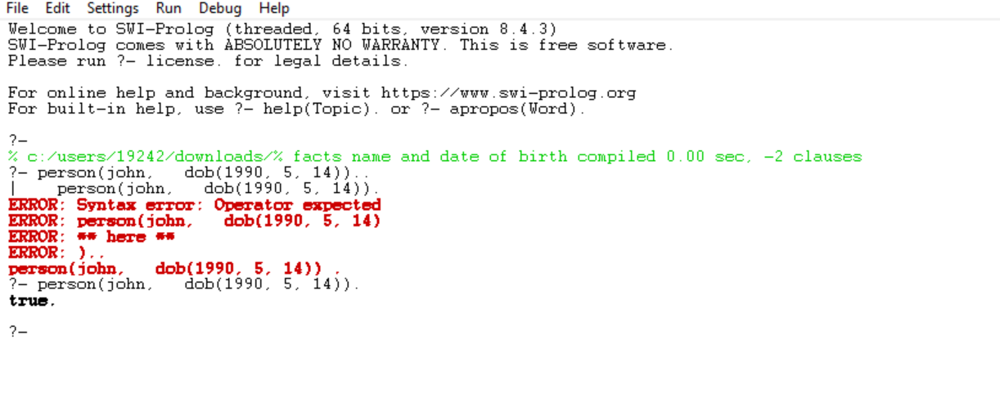 File Edit Settings Run Debug Help
Welcome to SWI-Prolog (threaded, 64 bits, version 8.4.3)
SWI-Prolog comes with ABSOLUTELY NO WARRANTY. This is free software.
Please run ?- license. for legal details.
For online help and background, visit https://www.swi-prolog.org
For built-in help, use ?- help(Topic). or ?- apropos(Word).
?-
% c:/users/19242/downloads/% facts name and date of birth compiled 0.00 sec, -2 clauses
?- person(john,   dob(1990, 5, 14))..
|    person(john,   dob(1990, 5, 14)).
ERROR: Syntax error: Operator expected
ERROR: person(john,   dob(1990, 5, 14)
ERROR: ** here **
ERROR: )..
person(john,   dob(1990, 5, 14)) .
?- person(john,   dob(1990, 5, 14)).
true.
?-